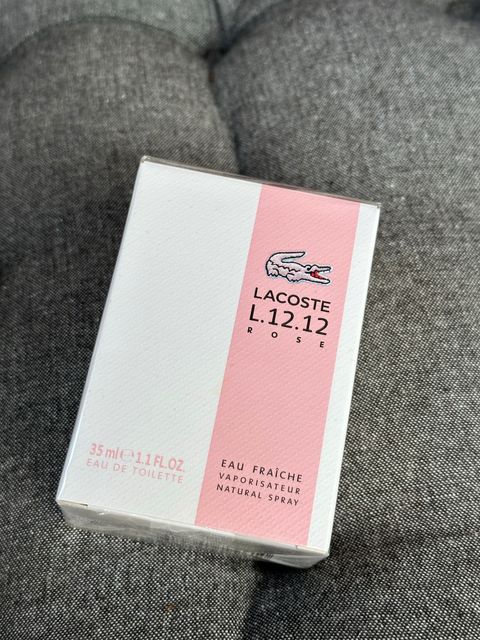 LACOSTE
L.12.12
ROSE
35 ml ℮ 1.1 FL.OZ.
EAU DE TOILETTE
EAU FRAÎCHE
VAPORISATEUR
NATURAL SPRAY